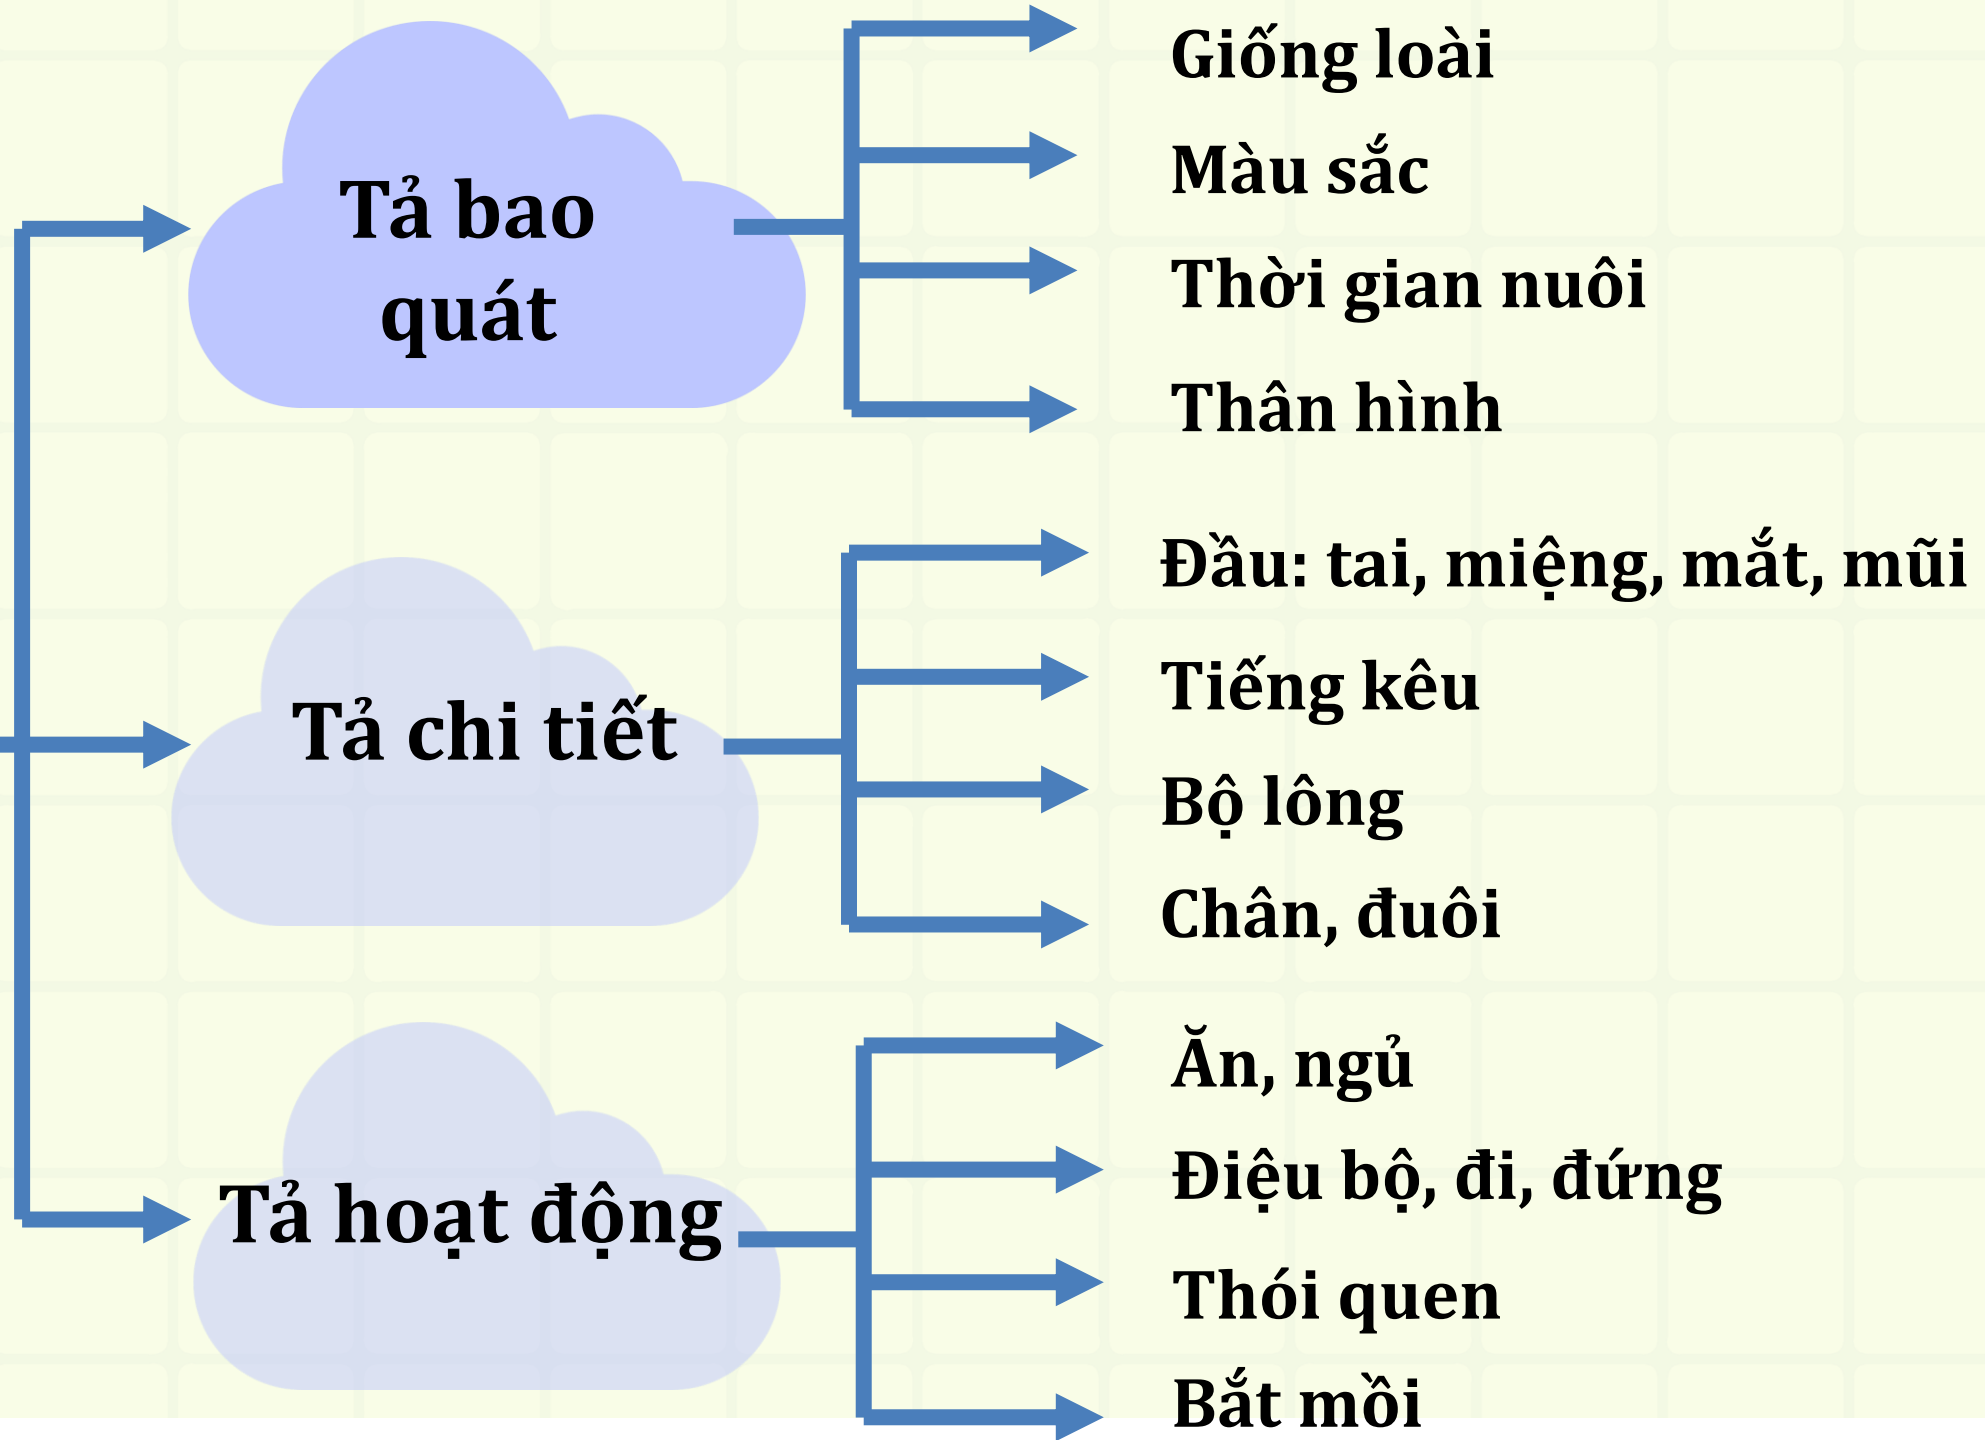 Tả bao
quát
Giống loài
Màu sắc
Thời gian nuôi
Thân hình
Tả chi tiết
Đầu: tai, miệng, mắt, mũi
Tiếng kêu
Bộ lông
Chân, đuôi
Tả hoạt động
Ăn, ngủ
Điệu bộ, đi, đứng
Thói quen
Bắt mồi